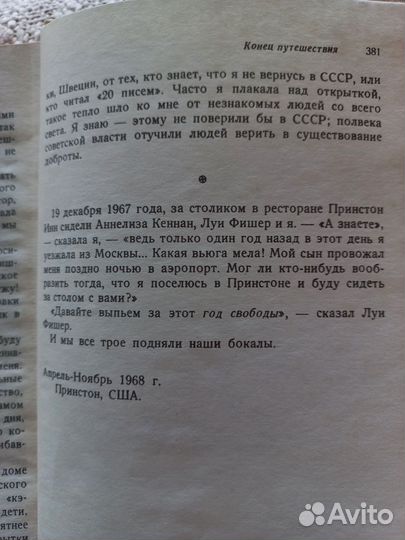 Конец путешествия 381
ки, Швеции, от тех, кто знает, что я не вернусь в СССР, или
кто читал «20 писем». Часто я плакала над открыткой,
такое тепло шло ко мне от незнакомых людей со всего
света. Я знаю — этому не поверили бы в СССР; полвека
советской власти отучили людей верить в существование
доброты.
19 декабря 1967 года, за столиком в ресторане Принстон
Инн сидели Аннелиза Кеннан, Луи Фишер и я. — «А знаете»,
— сказала я, — «ведь только один год назад в этот день я
уезжала из Москвы... Какая вьюга мела! Мой сын провожал
меня поздно ночью в аэропорт. Мог ли кто-нибудь вооб-
разить тогда, что я поселюсь в Принстоне и буду сидеть
за столом с вами?»
«Давайте выпьем за этот год свободы», — сказал Луи
Фишер.
И мы все трое подняли наши бокалы.
Апрель-Ноябрь 1968 г.
Принстон, США.
Avito